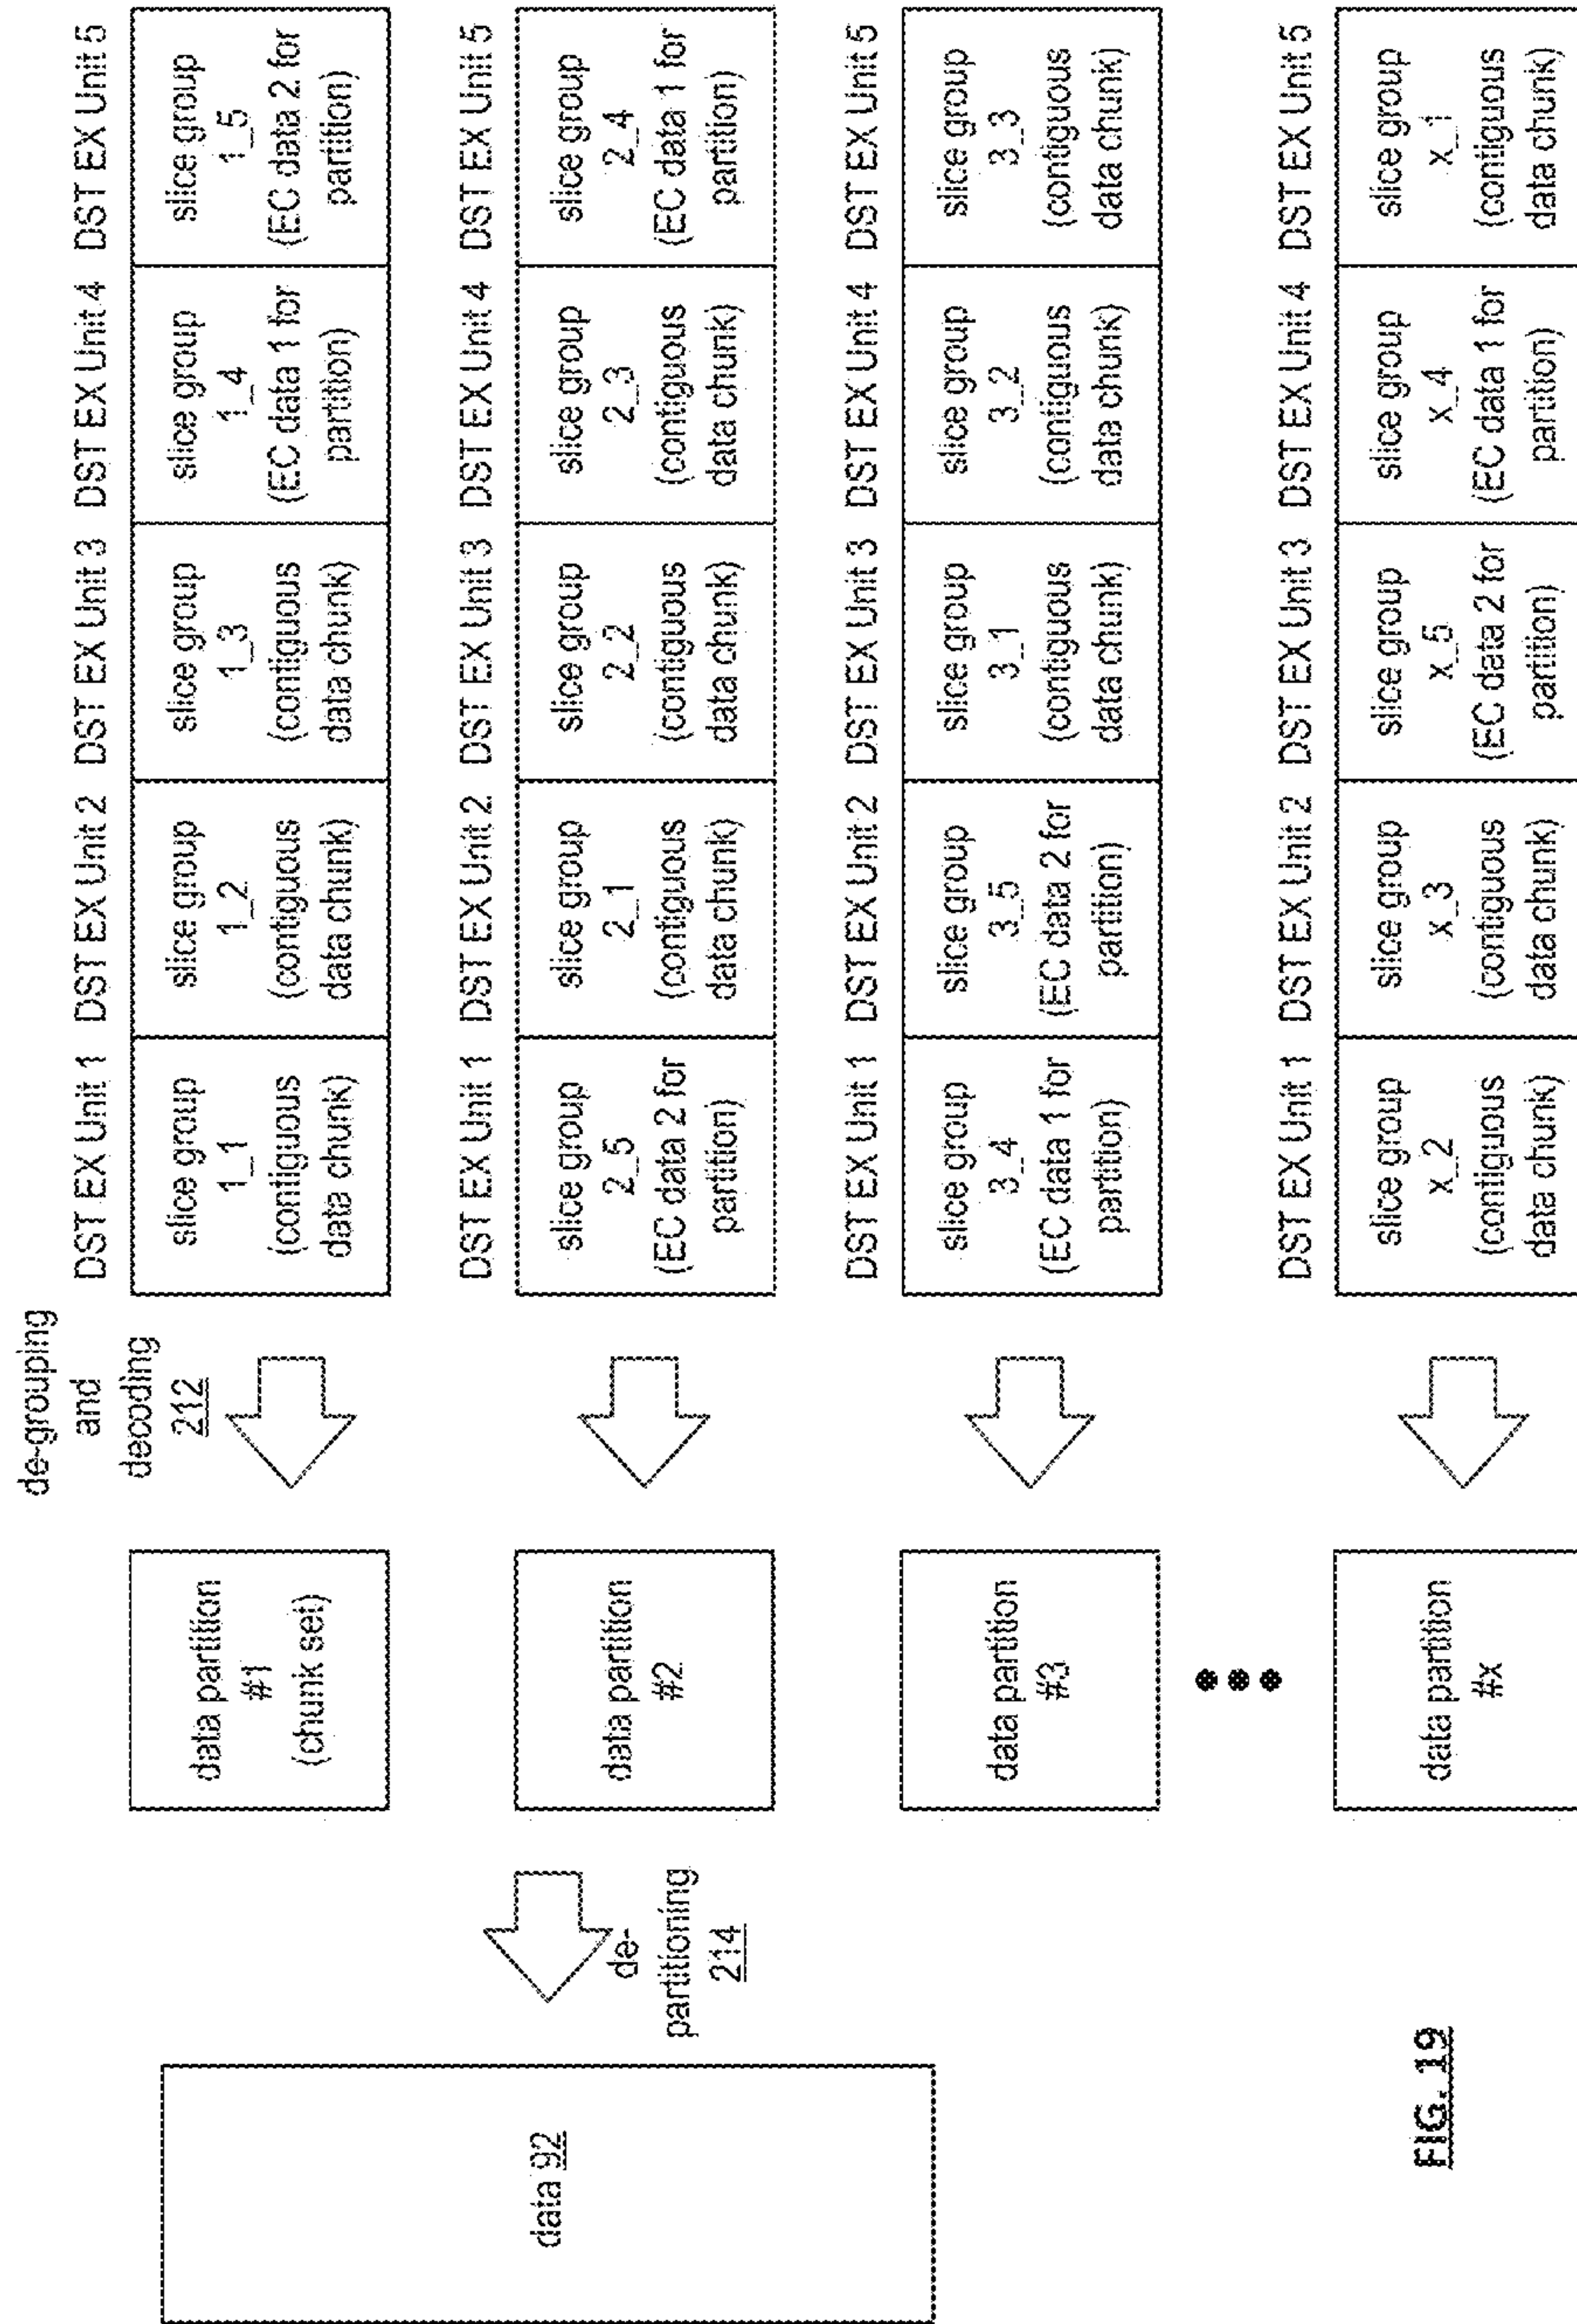 de-grouping
and
decoding
212
DST EX Unit 1 DST EX Unit 2 DST EX Unit 3 DST EX Unit 4 DST EX Unit 5
data partition
#1
(chunk set)
slice group
1_1
(contiguous
data chunk)
slice group
1_2
(contiguous
data chunk)
slice group
1_3
(contiguous
data chunk)
slice group
1_4
(EC data 1 for
partition)
slice group
1_5
(EC data 2 for
partition)
data 92
de-
partitioning
214
DST EX Unit 1 DST EX Unit 2 DST EX Unit 3 DST EX Unit 4 DST EX Unit 5
data partition
#2
slice group
2_5
(EC data 2 for
partition)
slice group
2_1
(contiguous
data chunk)
slice group
2_2
(contiguous
data chunk)
slice group
2_3
(contiguous
data chunk)
slice group
2_4
(EC data 1 for
partition)
DST EX Unit 1 DST EX Unit 2 DST EX Unit 3 DST EX Unit 4 DST EX Unit 5
data partition
#3
slice group
3_4
(EC data 1 for
partition)
slice group
3_5
(EC data 2 for
partition)
slice group
3_1
(contiguous
data chunk)
slice group
3_2
(contiguous
data chunk)
slice group
3_3
(contiguous
data chunk)
DST EX Unit 1 DST EX Unit 2 DST EX Unit 3 DST EX Unit 4 DST EX Unit 5
data partition
#x
slice group
x_2
(contiguous
data chunk)
slice group
x_3
(contiguous
data chunk)
slice group
x_5
(EC data 2 for
partition)
slice group
x_4
(EC data 1 for
partition)
slice group
x_1
(contiguous
data chunk)
FIG. 19